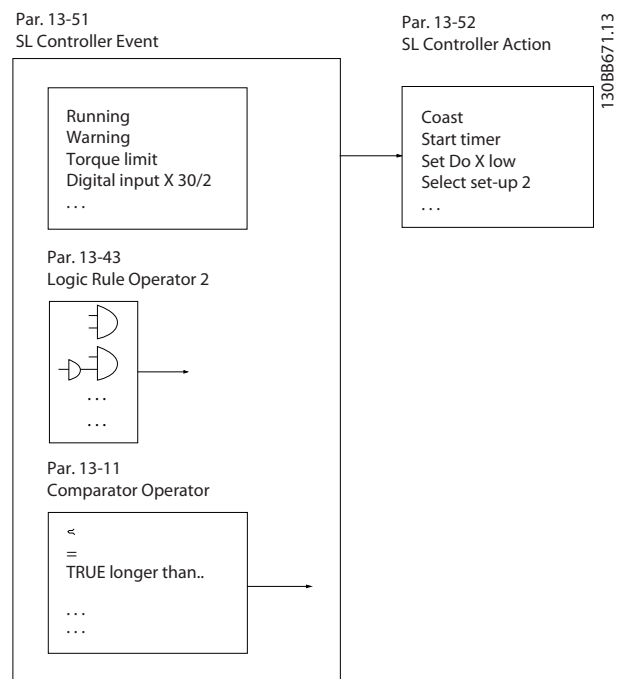 Par. 13-51
SL Controller Event
Par. 13-52
SL Controller Action
130BB671.13
Running
Warning
Torque limit
Digital input X 30/2
. . .
Coast
Start timer
Set Do X low
Select set-up 2
. . .
Par. 13-43
Logic Rule Operator 2
. . .
. . .
Par. 13-11
Comparator Operator
<
=
TRUE longer than..
. . .
. . .